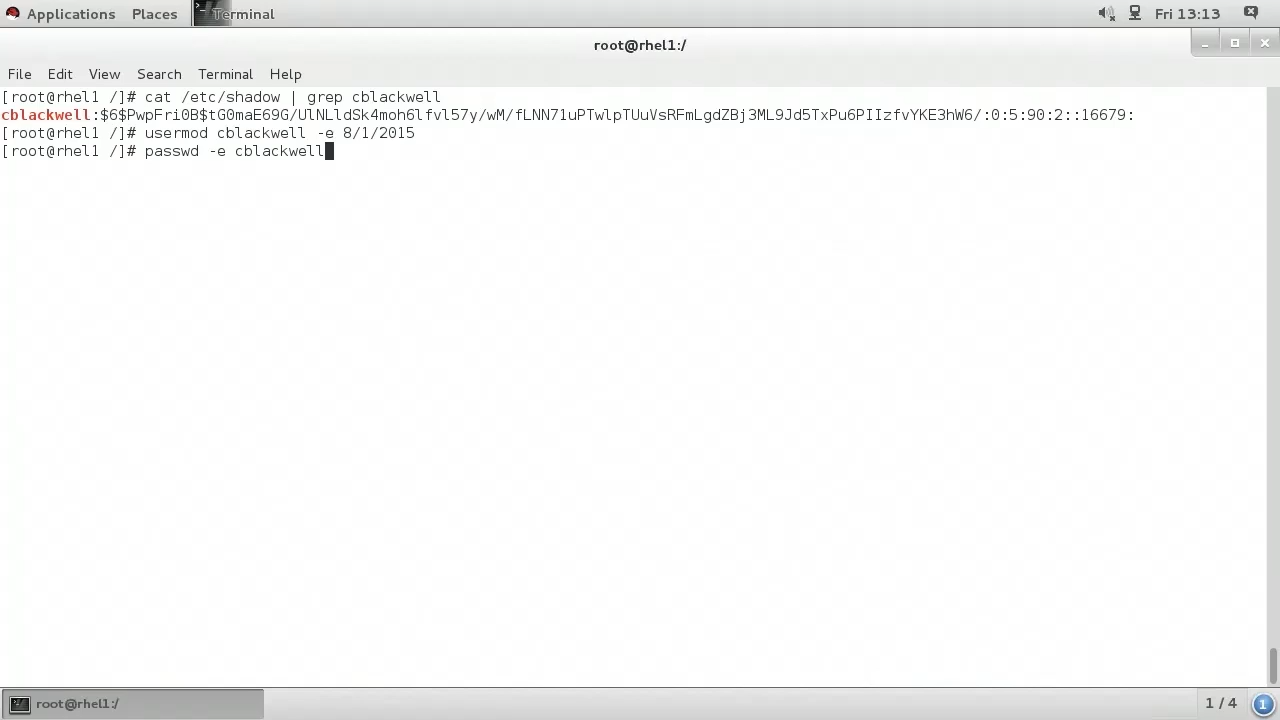 Applications Places Terminal Fri 13:13
root@rhel1:/
File Edit View Search Terminal Help
[root@rhel1 /]# cat /etc/shadow | grep cblackwell
cblackwell:$6$PwpFri0B$tG0maE69G/UlNLldSk4moh6lfvl57y/wM/fLNN71uPTwlpTUuVsRFmLgdZBj3ML9Jd5TxPu6PIIzfvYKE3hW6/:0:5:90:2::16679:
[root@rhel1 /]# usermod cblackwell -e 8/1/2015
[root@rhel1 /]# passwd -e cblackwell
root@rhel1:/ 1 / 4 1